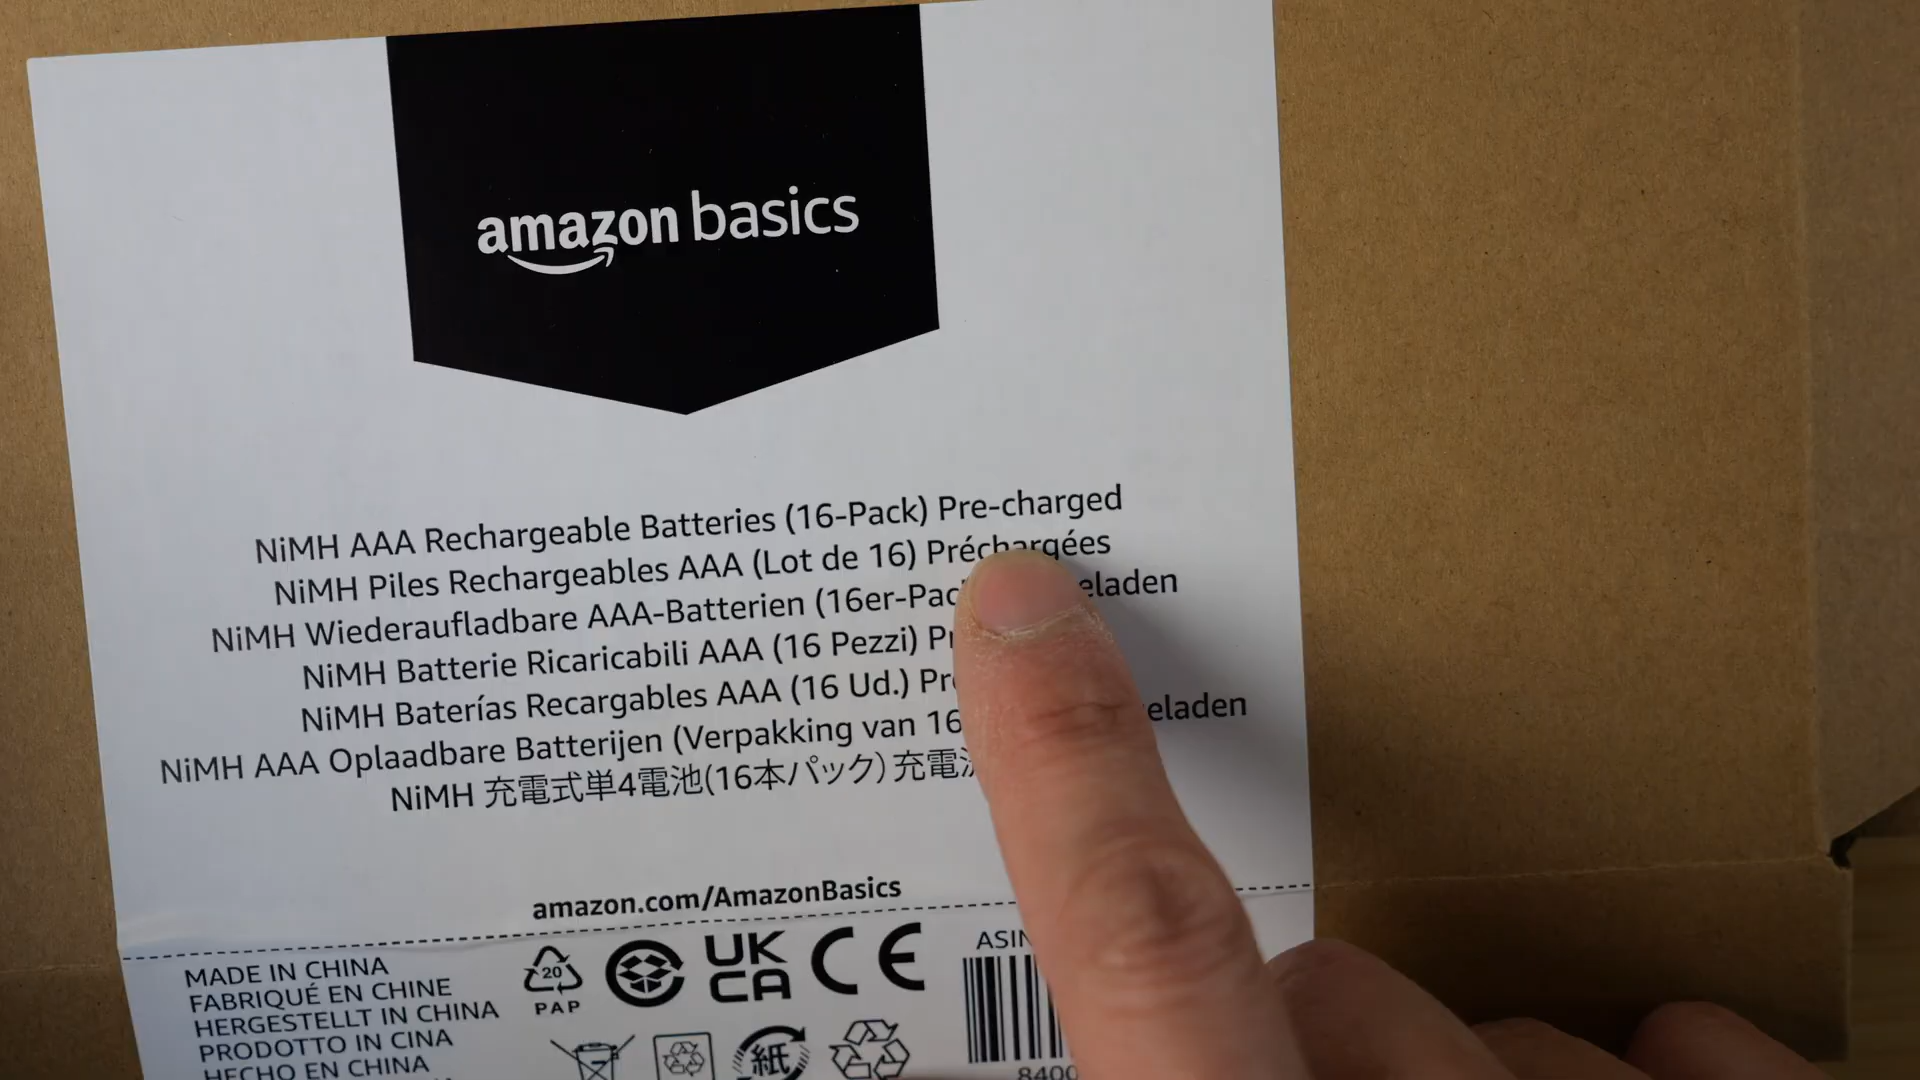 amazon basics
NiMH AAA Rechargeable Batteries (16-Pack) Pre-charged
NiMH Piles Rechargeables AAA (Lot de 16) Préchargées
NiMH Wiederaufladbare AAA-Batterien
NiMH Batterie Ricaricabili AAA (16 Pezzi)
NiMH Baterías Recargables AAA (16 Ud.)
NiMH AAA Oplaadbare Batterijen (Verpakking van 16
NiMH 充電式単4電池(16本パック) 充電
amazon.com/AmazonBasics
MADE IN CHINA
FABRIQUÉ EN CHINE
HERGESTELLT IN CHINA
PRODOTTO IN CINA
HECHO EN CHINA
20
PAP
UK
CA
CE
ASIN
紙
8400